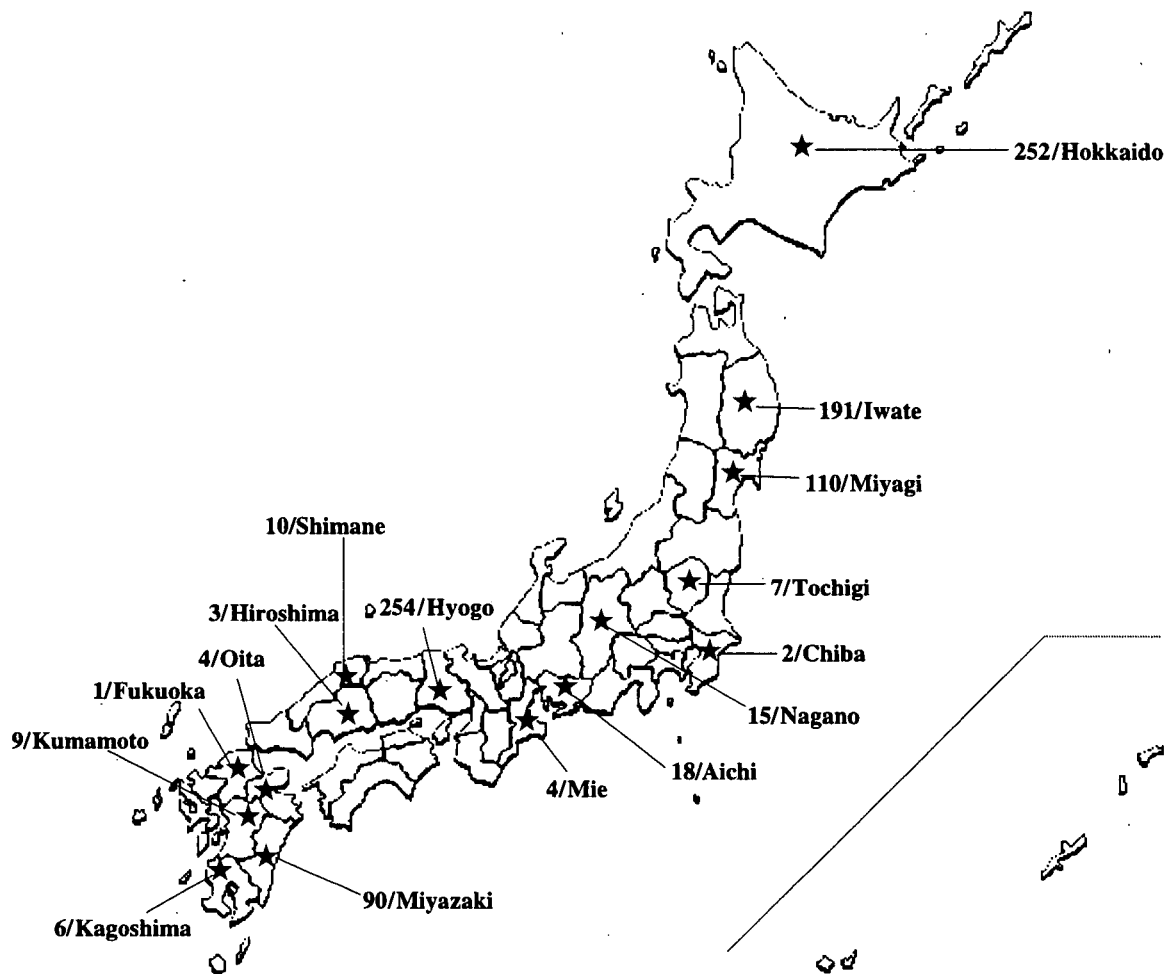 252/Hokkaido
191/Iwate
110/Miyagi
10/Shimane
7/Tochigi
3/Hiroshima
254/Hyogo
4/Oita
2/Chiba
1/Fukuoka
15/Nagano
9/Kumamoto
18/Aichi
4/Mie
90/Miyazaki
6/Kagoshima